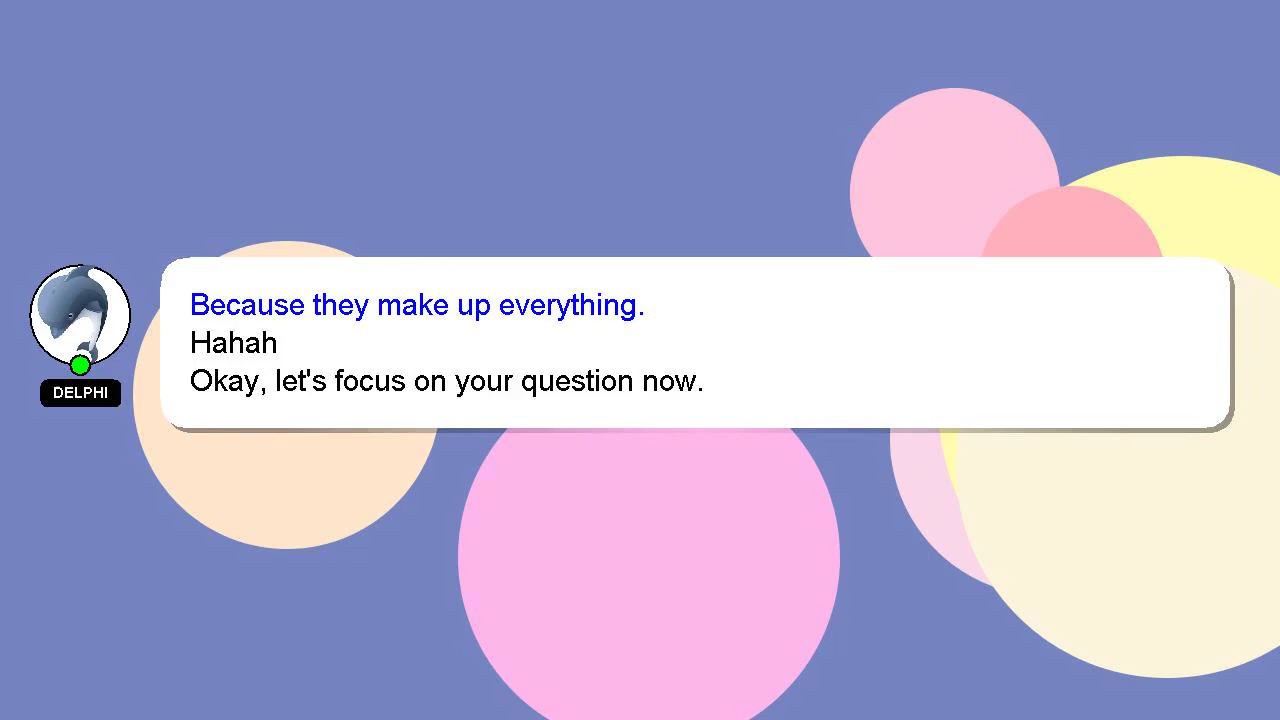 Because they make up everything.
Hahah
Okay, let's focus on your question now.
DELPHI